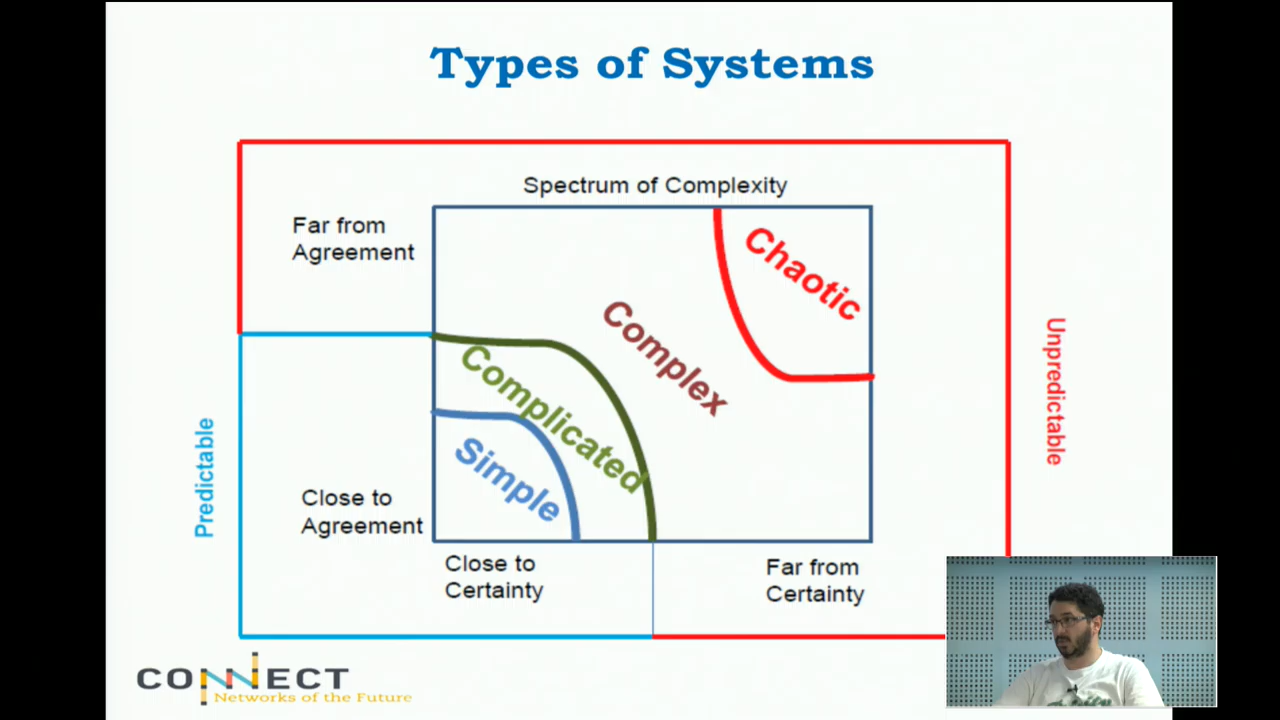 Types of Systems
Spectrum of Complexity
Far from
Agreement
Chaotic
Complex
Complicated
Simple
Predictable
Unpredictable
Close to
Agreement
Close to
Certainty
Far from
Certainty
CONNECT
Networks of the Future